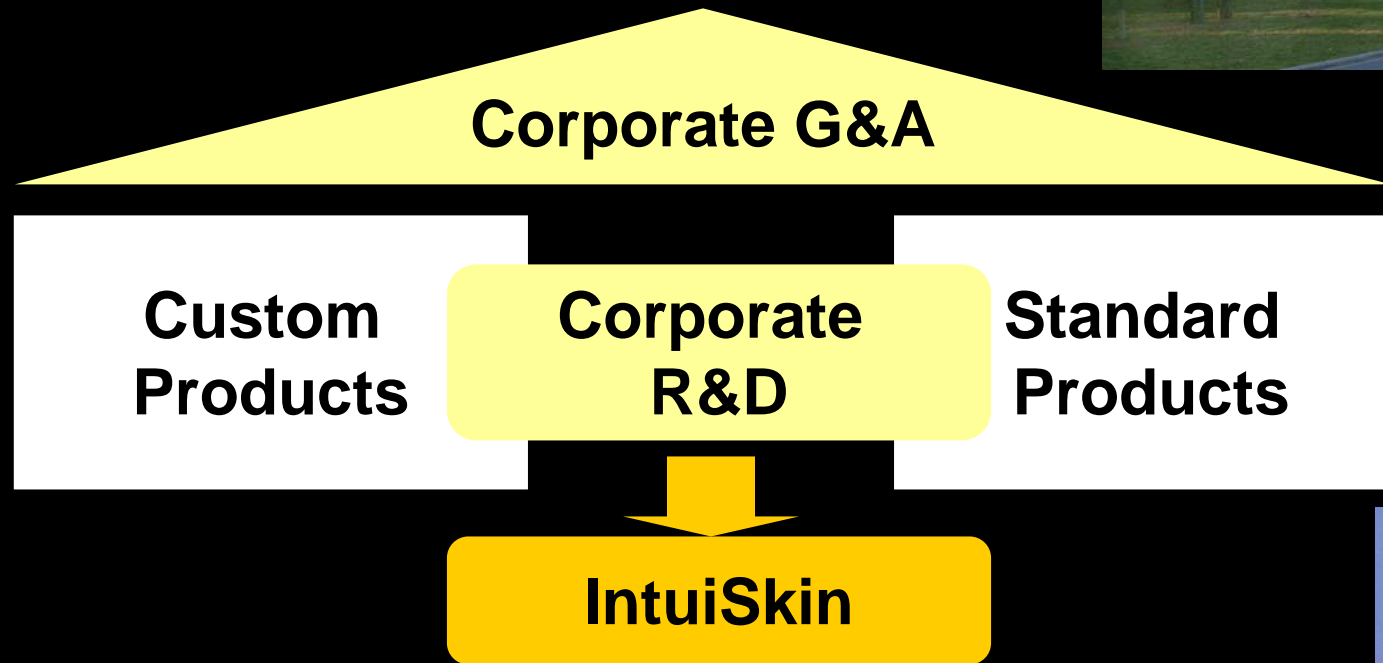 Corporate G&A
Custom
Products
Corporate
R&D
Standard
Products
IntuiSkin